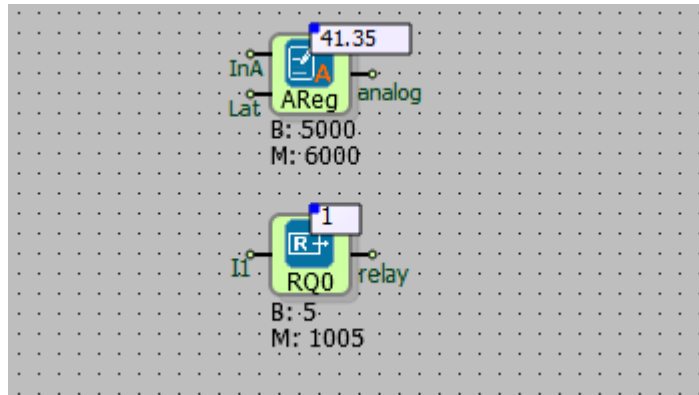 41.35
InA
A
analog
Lat
AReg
B: 5000
M: 6000
1
R
I1
relay
RQ0
B: 5
M: 1005